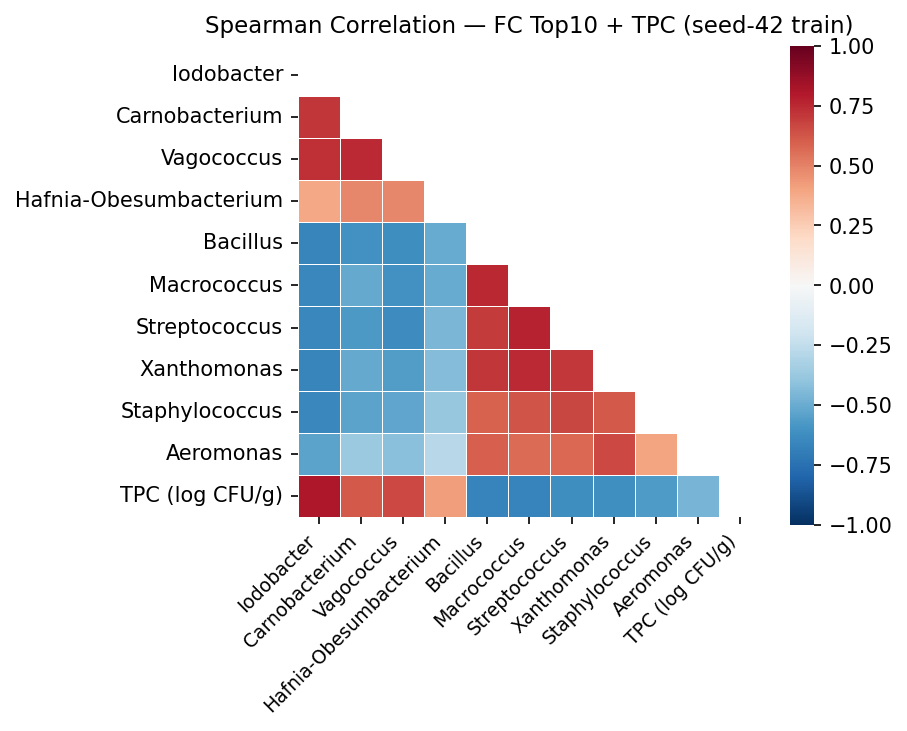 Spearman Correlation — FC Top10 + TPC (seed-42 train)
Iodobacter
Carnobacterium
Vagococcus
Hafnia-Obesumbacterium
Bacillus
Macrococcus
Streptococcus
Xanthomonas
Staphylococcus
Aeromonas
TPC (log CFU/g)
Iodobacter
Carnobacterium
Vagococcus
Hafnia-Obesumbacterium
Bacillus
Macrococcus
Streptococcus
Xanthomonas
Staphylococcus
Aeromonas
TPC (log CFU/g)
1.00
0.75
0.50
0.25
0.00
−0.25
−0.50
−0.75
−1.00